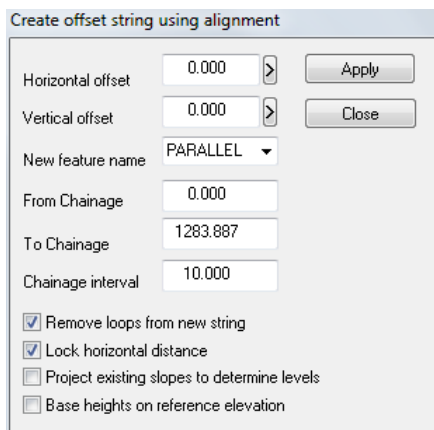 Create offset string using alignment
Horizontal offset 0.000 > Apply
Vertical offset 0.000 > Close
New feature name PARALLEL
From Chainage 0.000
To Chainage 1283.887
Chainage interval 10.000
Remove loops from new string
Lock horizontal distance
Project existing slopes to determine levels
Base heights on reference elevation